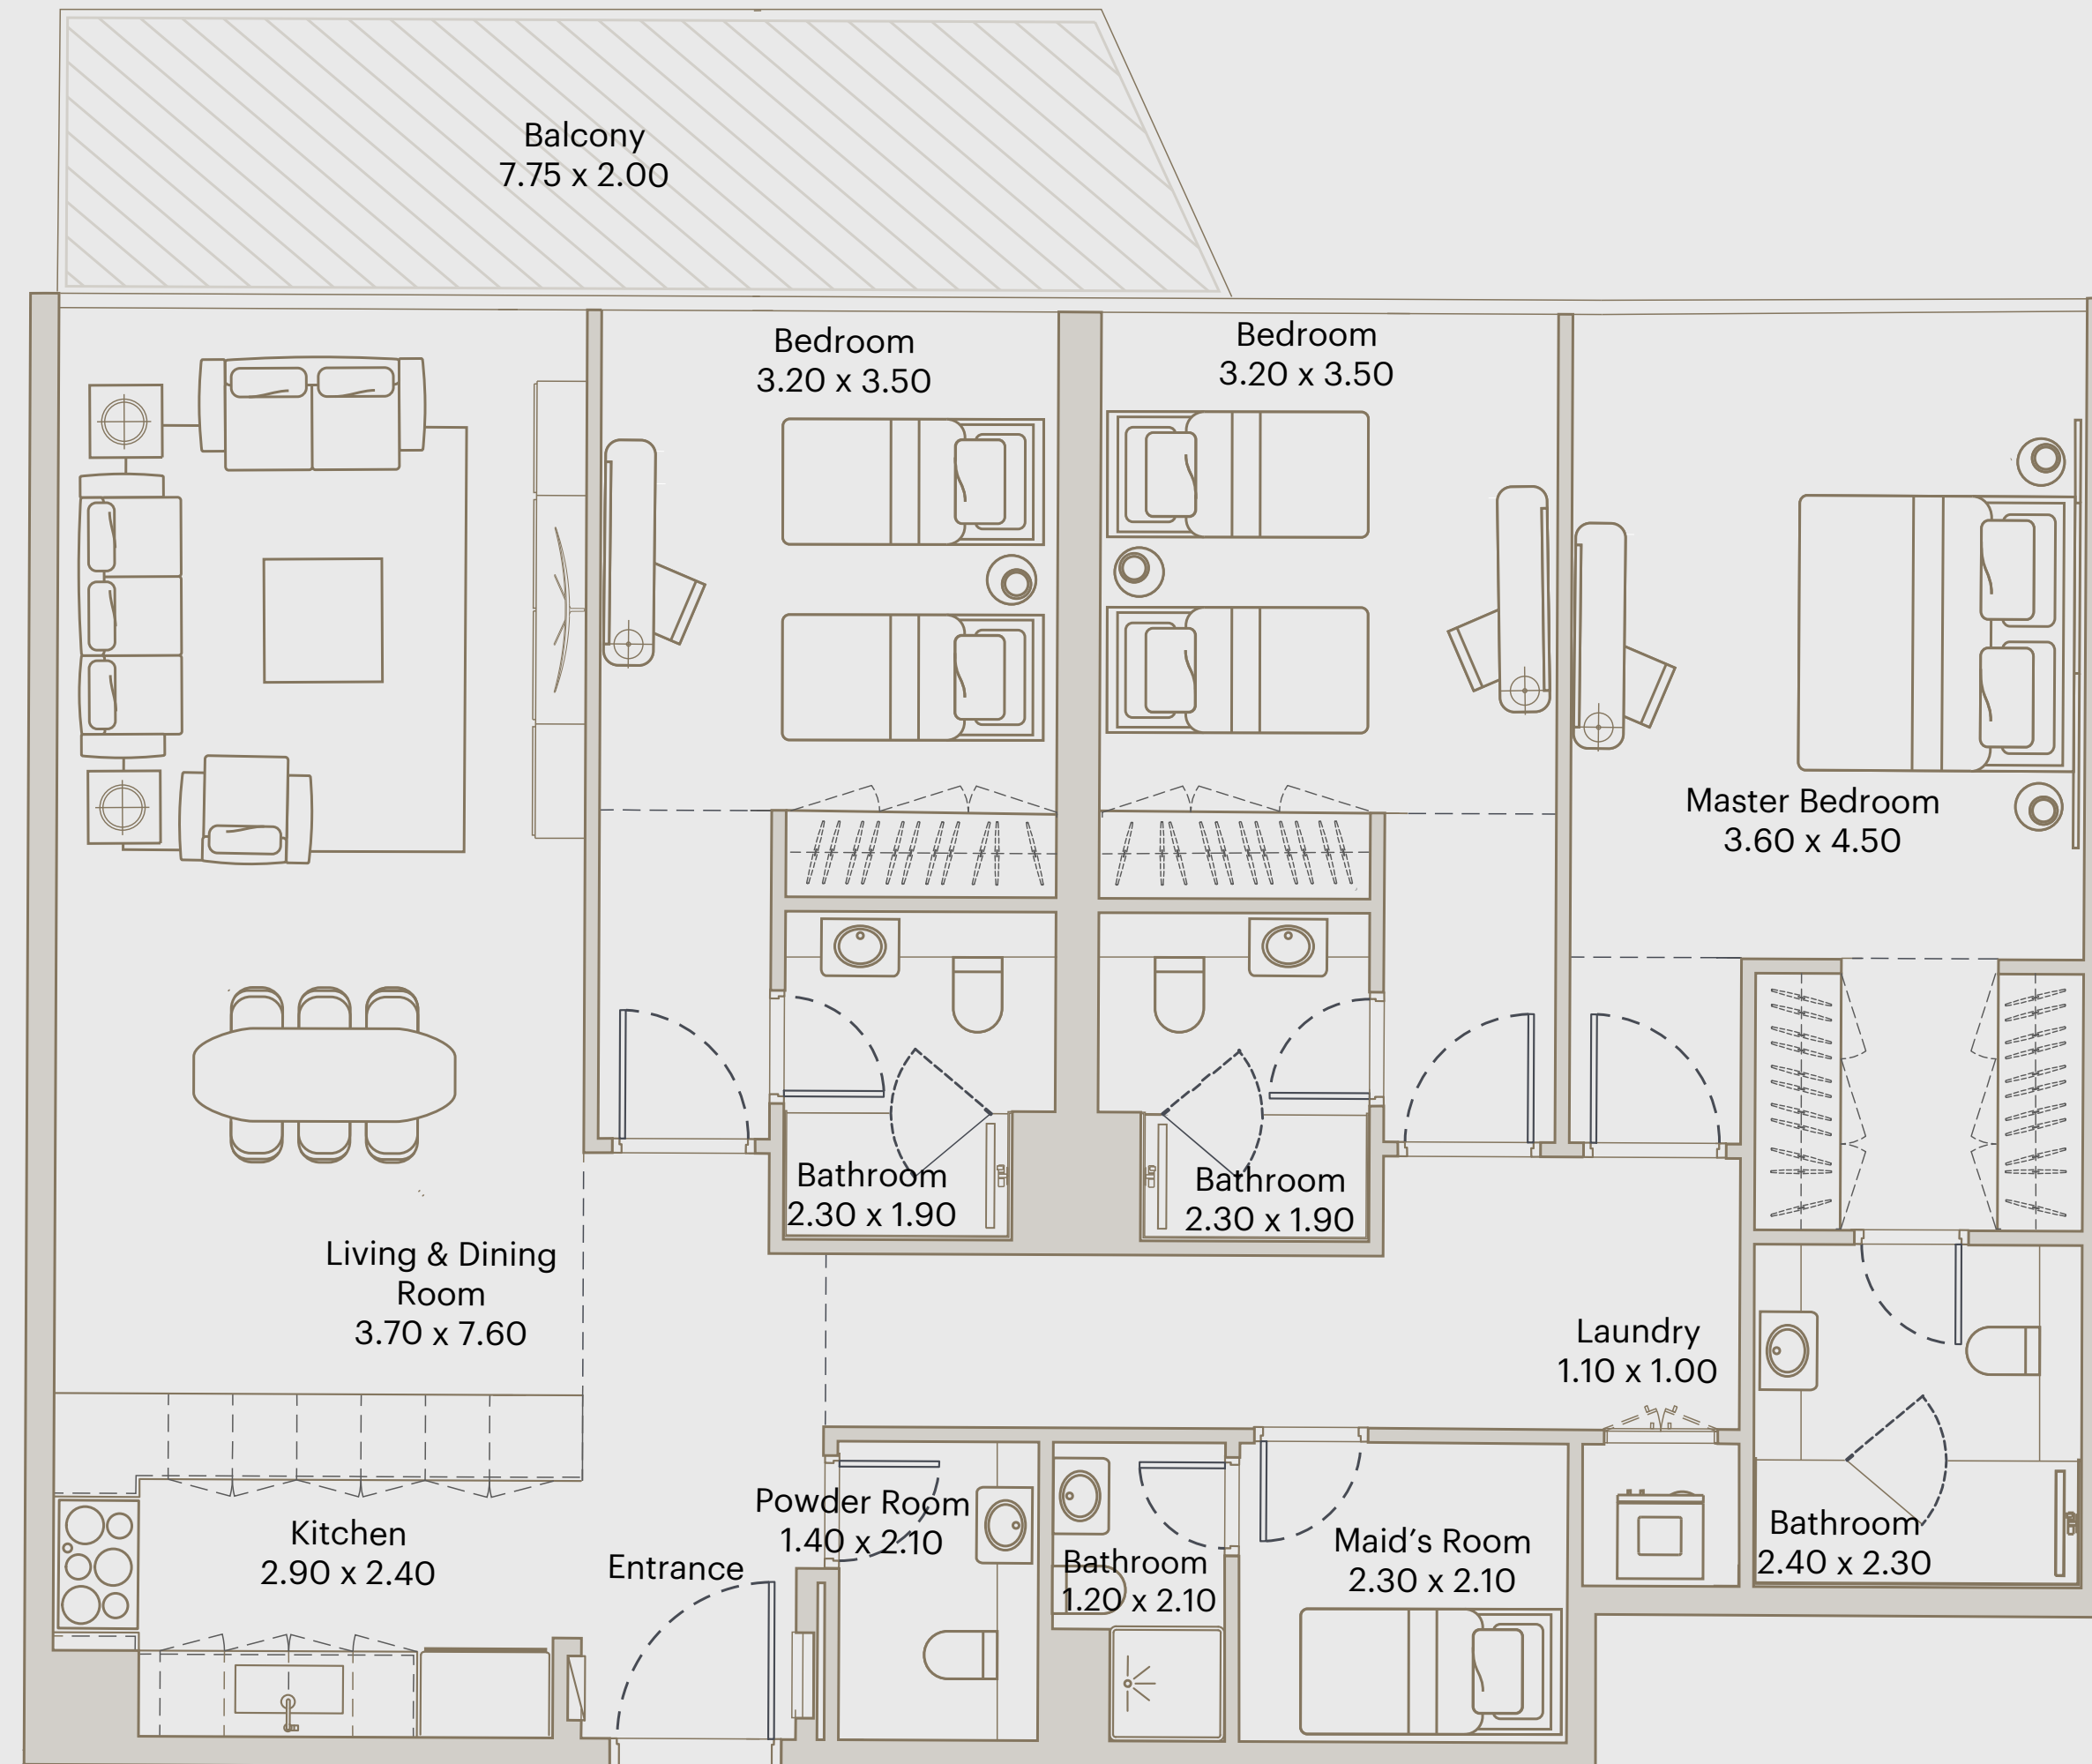 Balcony
7.75 x 2.00
Bedroom
3.20 x 3.50
Bedroom
3.20 x 3.50
Master Bedroom
3.60 x 4.50
Bathroom
2.30 x 1.90
Bathroom
2.30 x 1.90
Living & Dining
Room
3.70 x 7.60
Laundry
1.10 x 1.00
Kitchen
2.90 x 2.40
Entrance
Powder Room
1.40 x 2.10
Bathroom
1.20 x 2.10
Maid’s Room
2.30 x 2.10
Bathroom
2.40 x 2.30